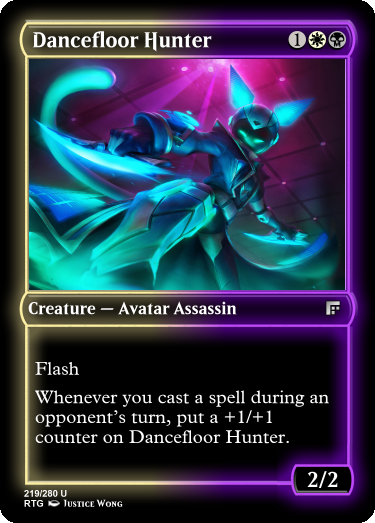 Dancefloor Hunter 1
Creature — Avatar Assassin
Flash
Whenever you cast a spell during an
opponent's turn, put a +1/+1
counter on Dancefloor Hunter.
2/2
219/280 U
RTG Justice Wong